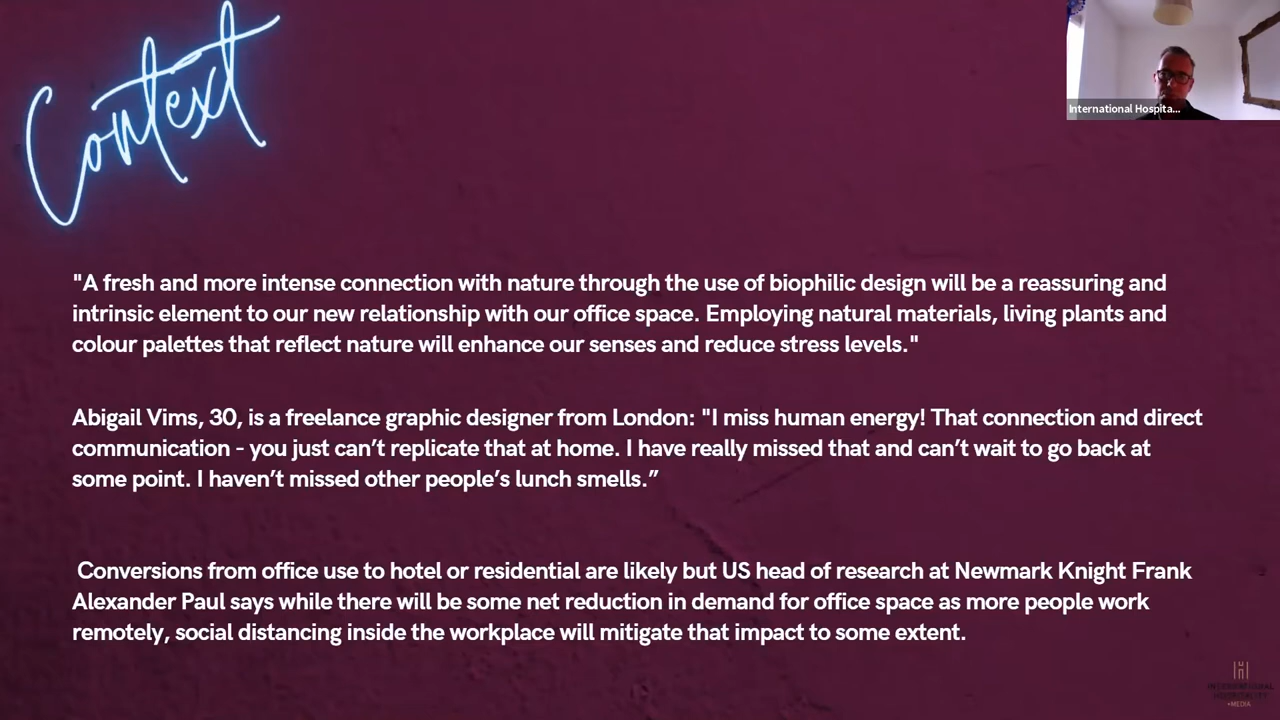 Context
International Hospita...
"A fresh and more intense connection with nature through the use of biophilic design will be a reassuring and
intrinsic element to our new relationship with our office space. Employing natural materials, living plants and
colour palettes that reflect nature will enhance our senses and reduce stress levels."
Abigail Vims, 30, is a freelance graphic designer from London: "I miss human energy! That connection and direct
communication - you just can’t replicate that at home. I have really missed that and can’t wait to go back at
some point. I haven’t missed other people’s lunch smells.”
Conversions from office use to hotel or residential are likely but US head of research at Newmark Knight Frank
Alexander Paul says while there will be some net reduction in demand for office space as more people work
remotely, social distancing inside the workplace will mitigate that impact to some extent.
INTERNATIONAL
HOSPITALITY
•MEDIA